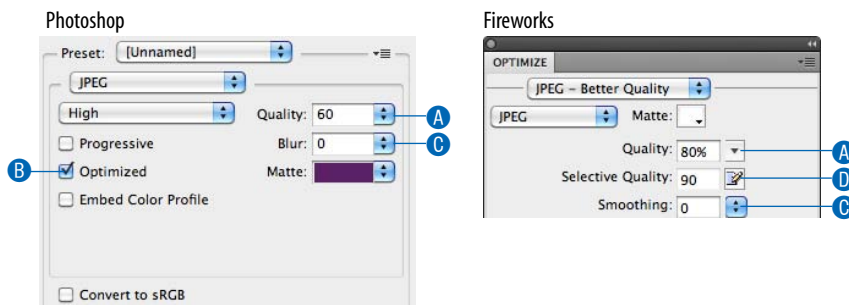 Photoshop
Preset: [Unnamed]
JPEG
High Quality: 60 A
Progressive Blur: 0 C
B Optimized Matte:
Embed Color Profile
Convert to sRGB
Fireworks
OPTIMIZE
JPEG – Better Quality
JPEG Matte:
Quality: 80% A
Selective Quality: 90 D
Smoothing: 0 C